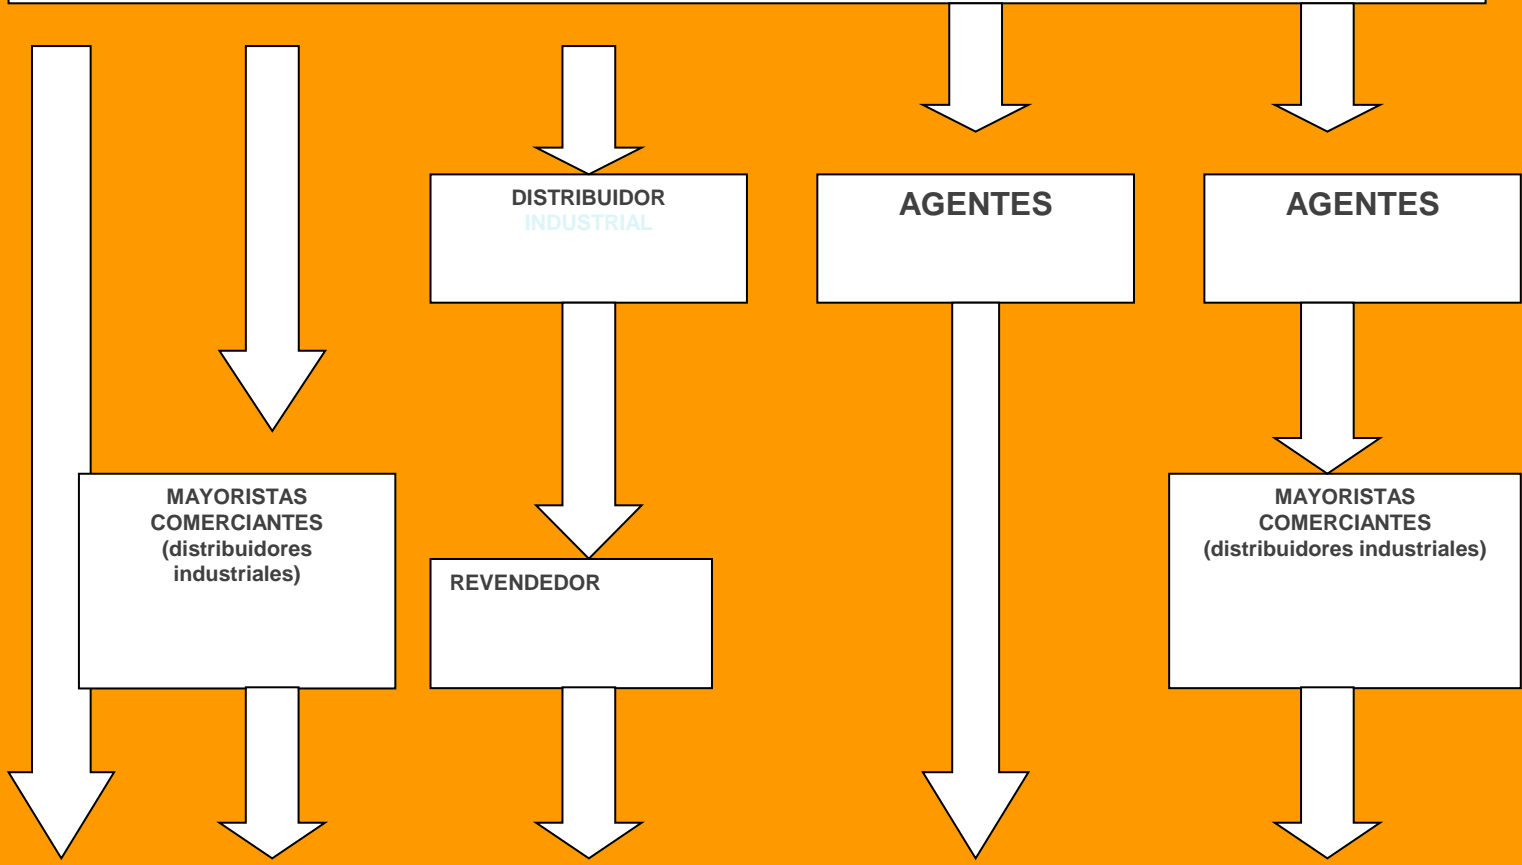 DISTRIBUIDOR
INDUSTRIAL
AGENTES
AGENTES
MAYORISTAS
COMERCIANTES
(distribuidores
industriales)
REVENDEDOR
MAYORISTAS
COMERCIANTES
(distribuidores industriales)